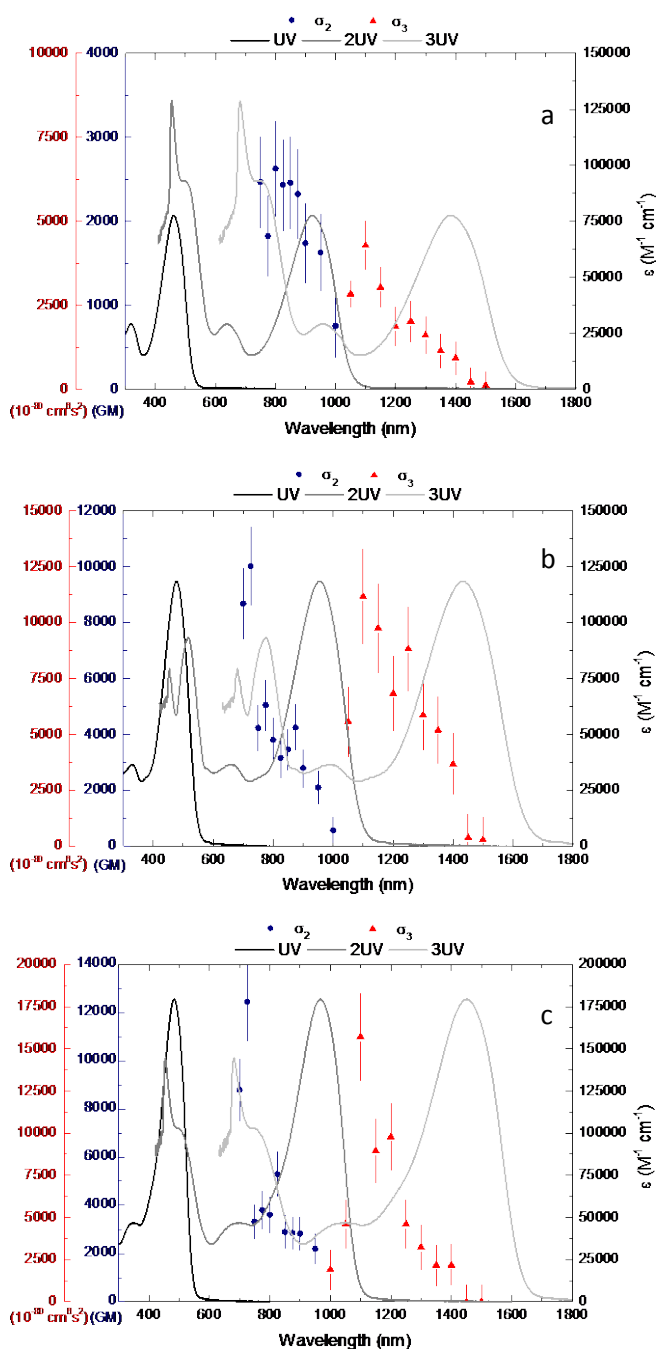 σ₂ σ₃
UV 2UV 3UV
10000 4000 150000
a
125000
7500 3000
100000
5000 2000 75000
50000
2500 1000
25000
0 0 0
400 600 800 1000 1200 1400 1600 1800
(10⁻⁸⁰ cm⁶s²) (GM) Wavelength (nm)
ε (M⁻¹ cm⁻¹)
σ₂ σ₃
UV 2UV 3UV
15000 12000 150000
b
12500 10000 125000
10000 8000 100000
7500 6000 75000
5000 4000 50000
2500 2000 25000
0 0 0
400 600 800 1000 1200 1400 1600 1800
(10⁻⁸⁰ cm⁶s²) (GM) Wavelength (nm)
ε (M⁻¹ cm⁻¹)
σ₂ σ₃
UV 2UV 3UV
20000 14000 200000
c
17500 12000 175000
15000 10000 150000
12500 125000
8000
10000 100000
6000
7500 75000
4000
5000 50000
2500 2000 25000
0 0 0
400 600 800 1000 1200 1400 1600 1800
(10⁻⁸⁰ cm⁶s²) (GM) Wavelength (nm)
ε (M⁻¹ cm⁻¹)